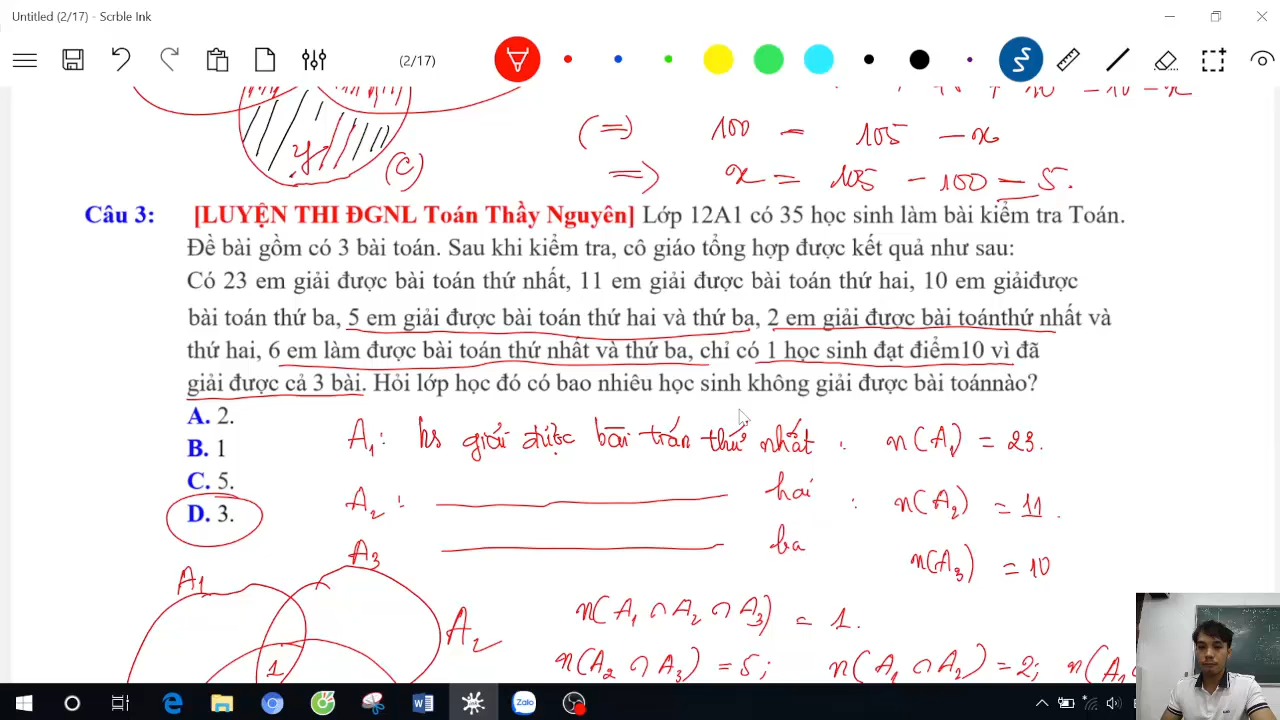 Untitled (2/17) - Scrble Ink
(2/17)
(=) 100 = 105 - x
y (C)
=> x = 105 - 100 = 5.
Câu 3: [LUYỆN THI ĐGNL Toán Thầy Nguyên] Lớp 12A1 có 35 học sinh làm bài kiểm tra Toán.
Đề bài gồm có 3 bài toán. Sau khi kiểm tra, cô giáo tổng hợp được kết quả như sau:
Có 23 em giải được bài toán thứ nhất, 11 em giải được bài toán thứ hai, 10 em giảiđược
bài toán thứ ba, 5 em giải được bài toán thứ hai và thứ ba, 2 em giải được bài toánthứ nhất và
thứ hai, 6 em làm được bài toán thứ nhất và thứ ba, chỉ có 1 học sinh đạt điểm10 vì đã
giải được cả 3 bài. Hỏi lớp học đó có bao nhiêu học sinh không giải được bài toánnào?
A. 2.
B. 1
C. 5.
D. 3.
A₁: hs giải được bài toán thứ nhất : n(A₁) = 23.
A₂ : hai : n(A₂) = 11.
A₃ ba n(A₃) = 10
A₁
A₂
n(A₁ ∩ A₂ ∩ A₃) = 1.
1
n(A₂ ∩ A₃) = 5; n(A₁ ∩ A₂) = 2; n(A₁
Zalo